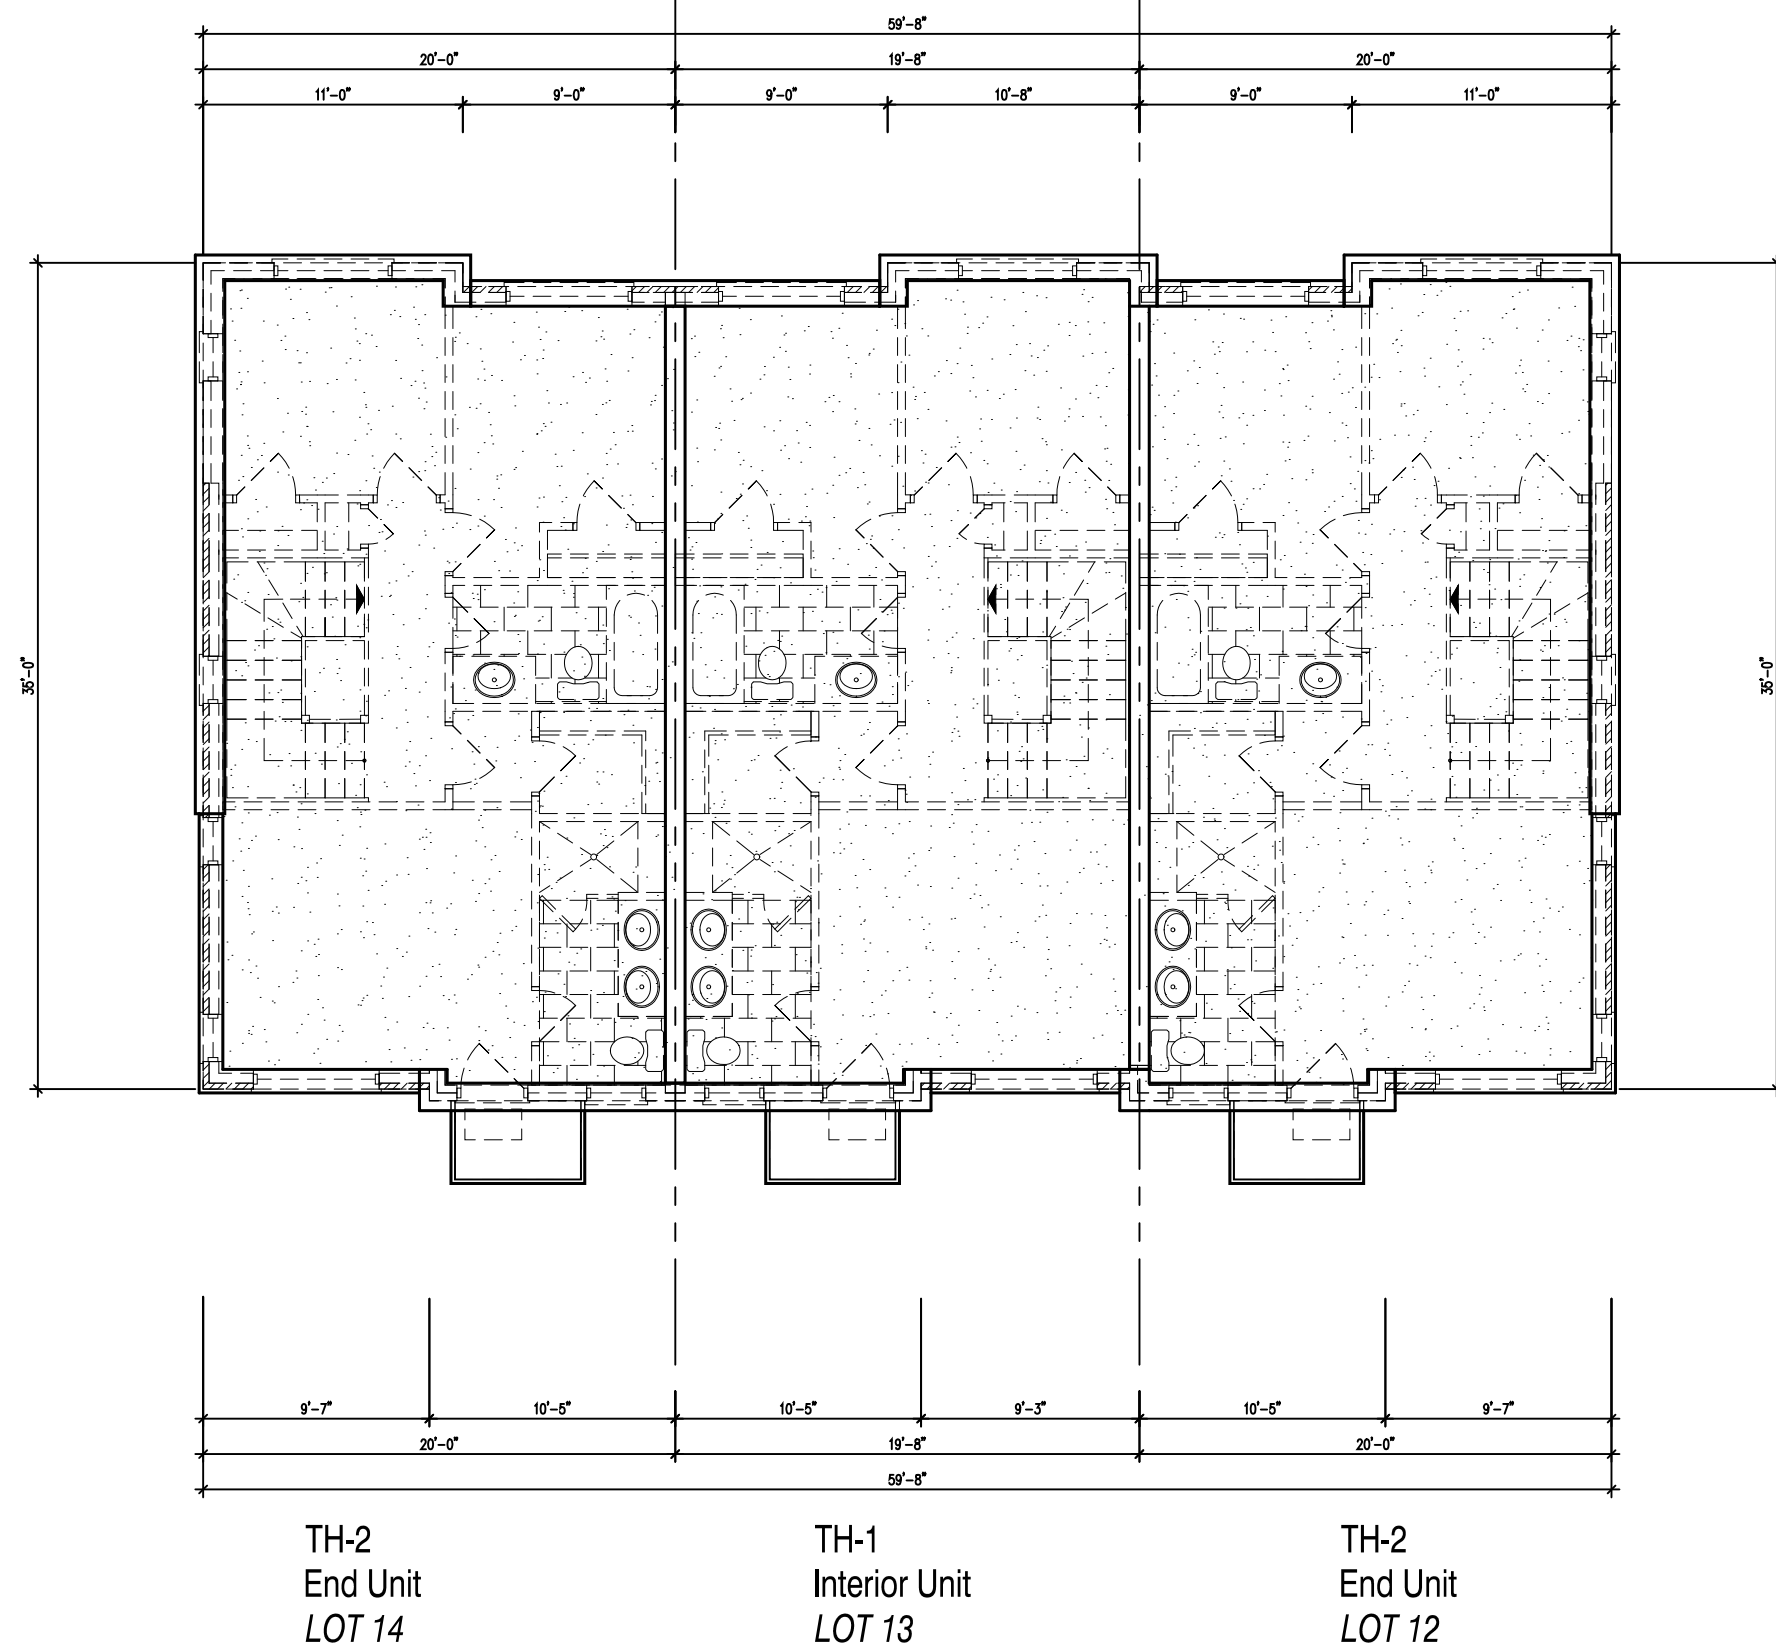 59'-8"
20'-0" 19'-8" 20'-0"
11'-0" 9'-0" 9'-0" 10'-8" 9'-0" 11'-0"
35'-0" 35'-0"
9'-7" 10'-5" 10'-5" 9'-3" 10'-5" 9'-7"
20'-0" 19'-8" 20'-0"
59'-8"
TH-2
End Unit
LOT 14
TH-1
Interior Unit
LOT 13
TH-2
End Unit
LOT 12